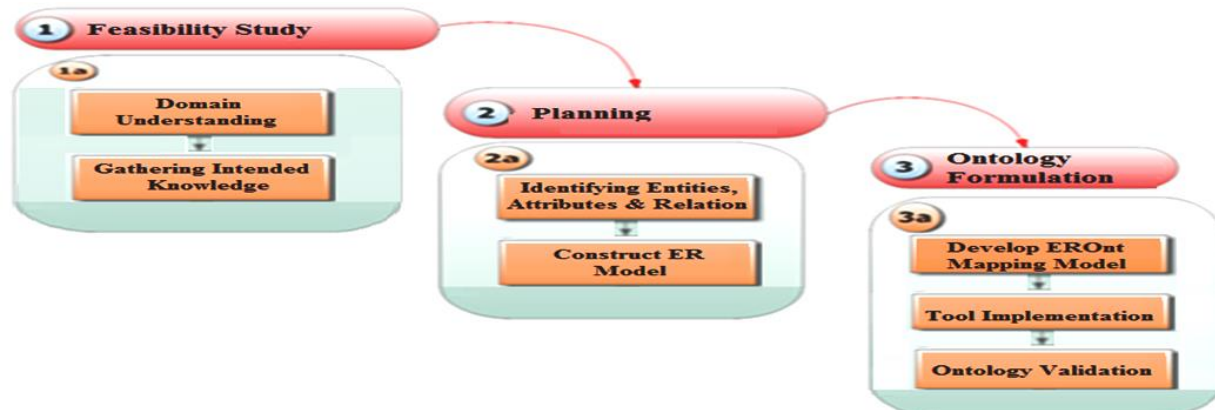 1 Feasibility Study
1a
Domain
Understanding
Gathering Intended
Knowledge
2 Planning
2a
Identifying Entities,
Attributes & Relation
Construct ER
Model
3 Ontology
Formulation
3a
Develop EROnt
Mapping Model
Tool Implementation
Ontology Validation